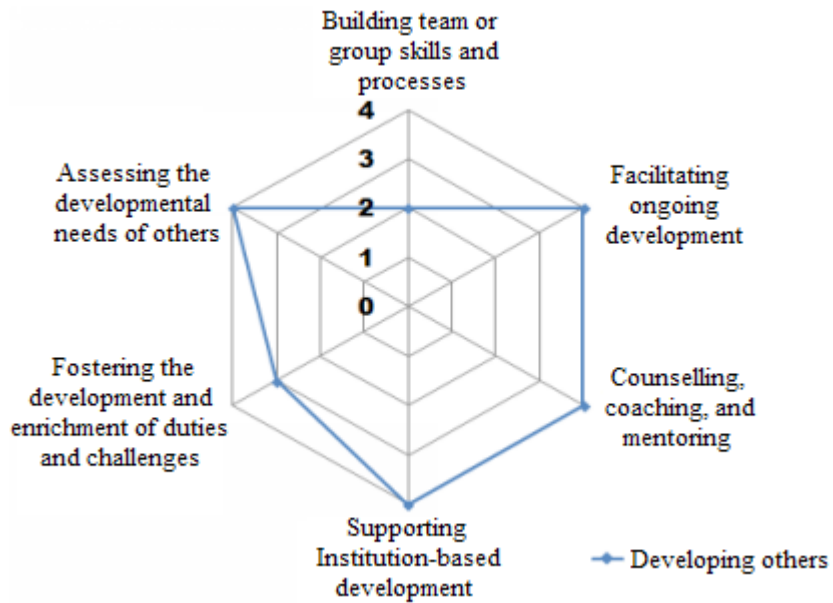 Building team or
group skills and
processes
4
3
2
1
0
Assessing the
developmental
needs of others
Facilitating
ongoing
development
Fostering the
development and
enrichment of duties
and challenges
Counselling,
coaching, and
mentoring
Supporting
Institution-based
development
Developing others